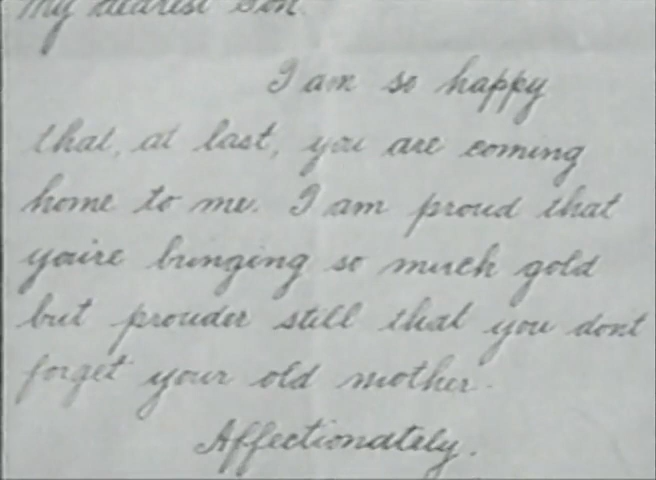 My dearest Son.
I am so happy
that, at last, you are coming
home to me. I am proud that
you're bringing so much gold
but prouder still that you dont
forget your old mother.
Affectionately.